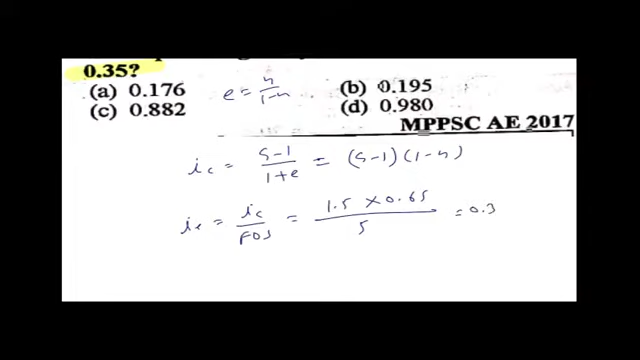 0.35?
(a) 0.176 (b) 0.195
(c) 0.882 (d) 0.980
e = n/1-n
MPPSC AE 2017
ic = G-1/1+e = (G-1)(1-n)
ie = ic/FOS = 1.5 × 0.65/5 = 0.3